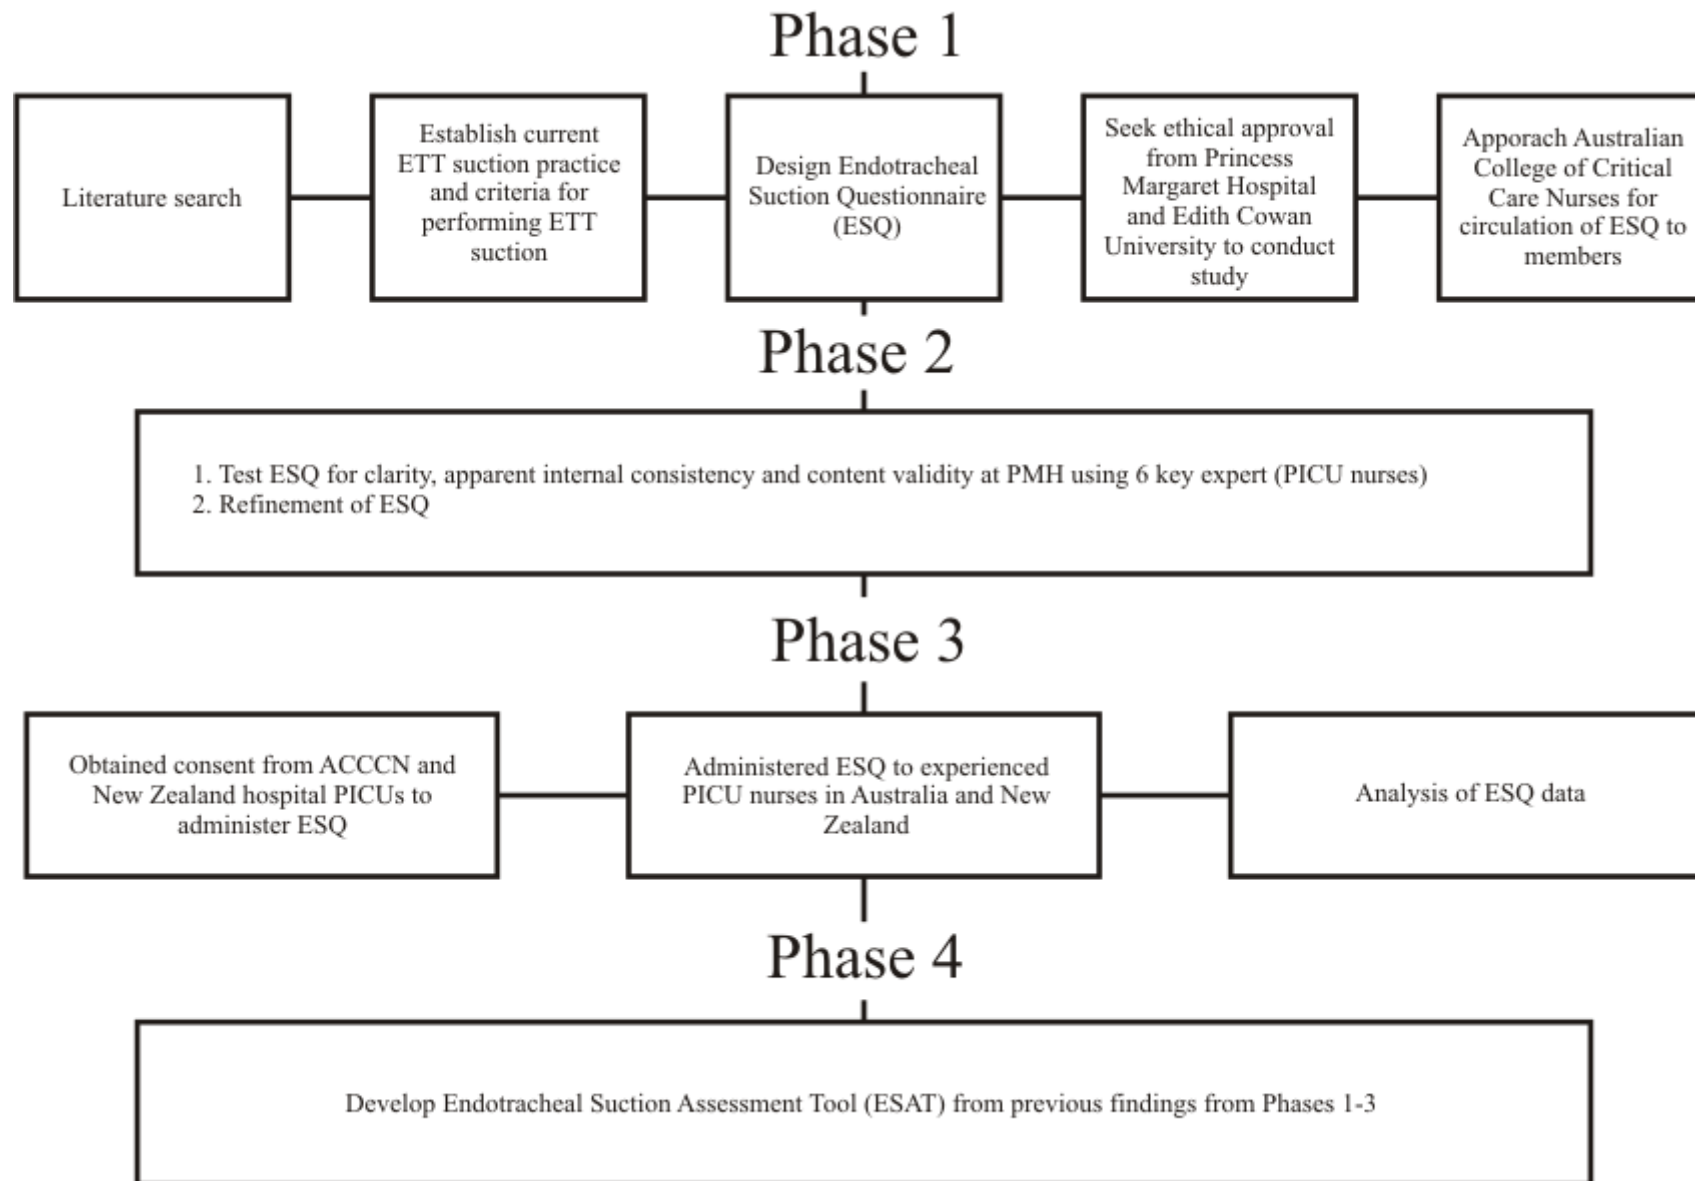 Phase 1
Literature search
Establish current
ETT suction practice
and criteria for
performing ETT
suction
Design Endotracheal
Suction Questionnaire
(ESQ)
Seek ethical approval
from Princess
Margaret Hospital
and Edith Cowan
University to conduct
study
Apporach Australian
College of Critical
Care Nurses for
circulation of ESQ to
members
Phase 2
1. Test ESQ for clarity, apparent internal consistency and content validity at PMH using 6 key expert (PICU nurses)
2. Refinement of ESQ
Phase 3
Obtained consent from ACCCN and
New Zealand hospital PICUs to
administer ESQ
Administered ESQ to experienced
PICU nurses in Australia and New
Zealand
Analysis of ESQ data
Phase 4
Develop Endotracheal Suction Assessment Tool (ESAT) from previous findings from Phases 1-3